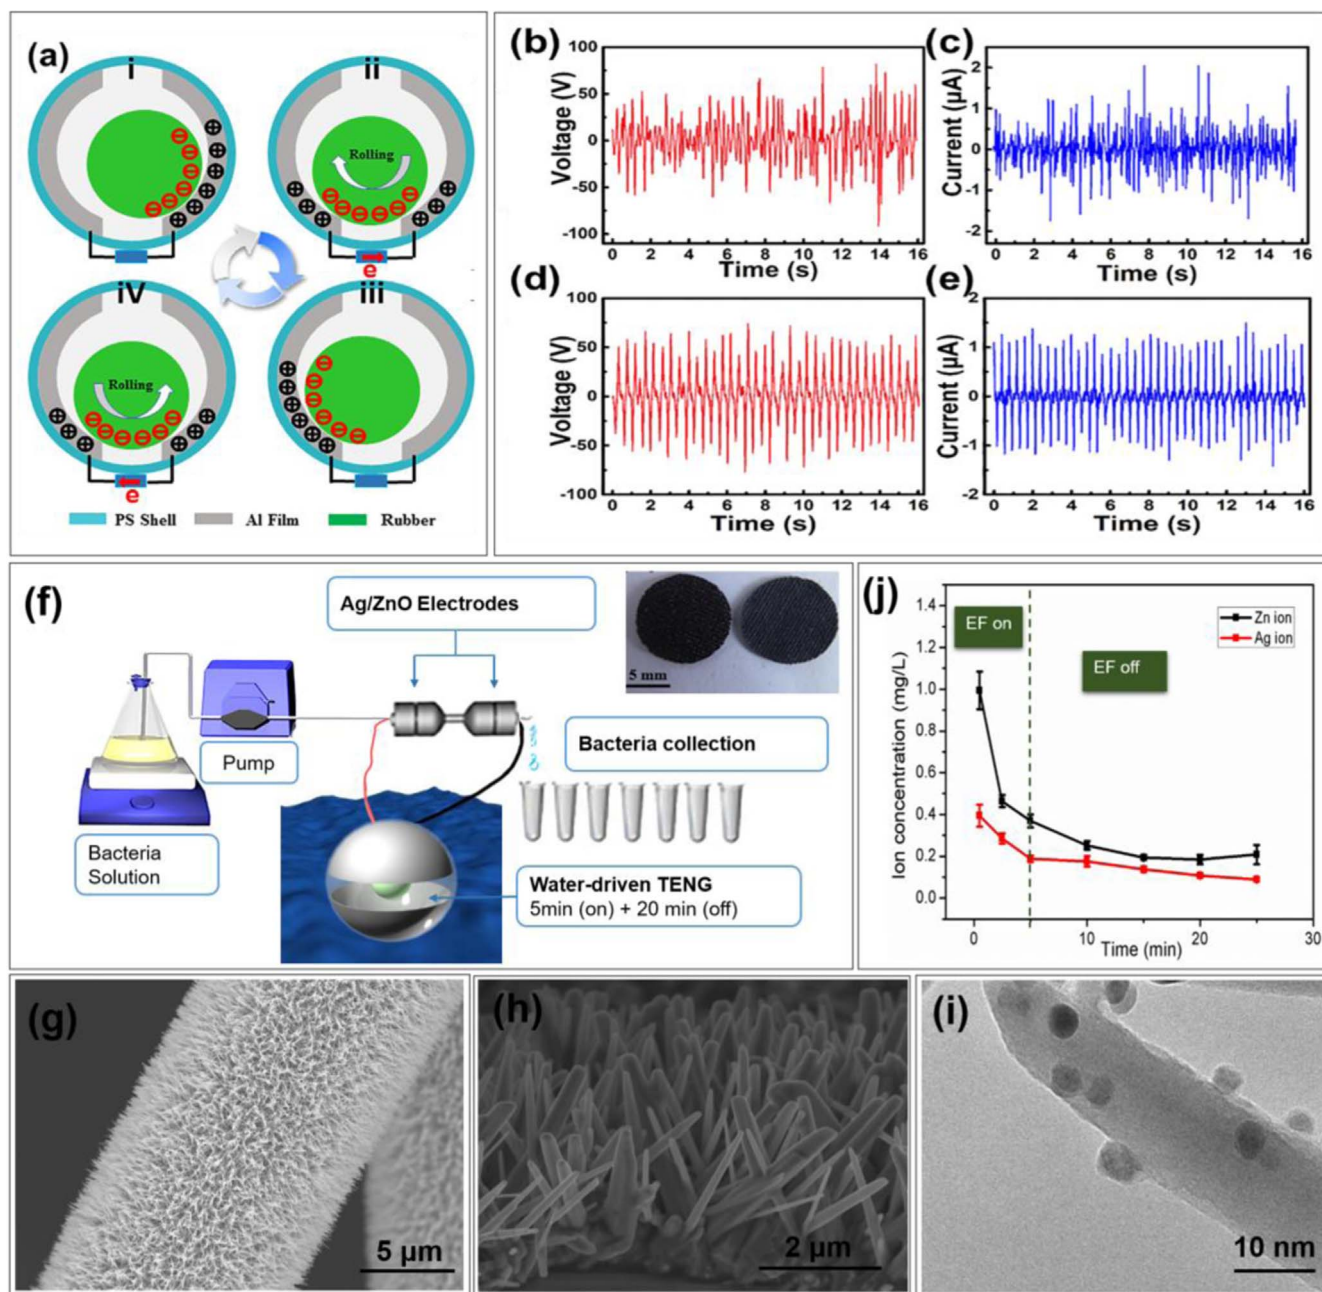 (a)
i
ii
Rolling
e
iV
iii
Rolling
e
PS Shell
Al Film
Rubber
(b)
Voltage (V)
100
50
0
-50
-100
0 2 4 6 8 10 12 14 16
Time (s)
(c)
Current (μA)
2
1
0
-1
-2
0 2 4 6 8 10 12 14 16
Time (s)
(d)
Voltage (V)
100
50
0
-50
-100
0 2 4 6 8 10 12 14 16
Time (s)
(e)
Current (μA)
2
1
0
-1
-2
0 2 4 6 8 10 12 14 16
Time (s)
(f)
Ag/ZnO Electrodes
5 mm
Pump
Bacteria collection
Bacteria
Solution
Water-driven TENG
5min (on) + 20 min (off)
(j)
Ion concentration (mg/L)
1.4
1.2
1.0
0.8
0.6
0.4
0.2
0.0
EF on
EF off
Zn ion
Ag ion
0 10 20 30
Time (min)
(g)
5 μm
(h)
2 μm
(i)
10 nm